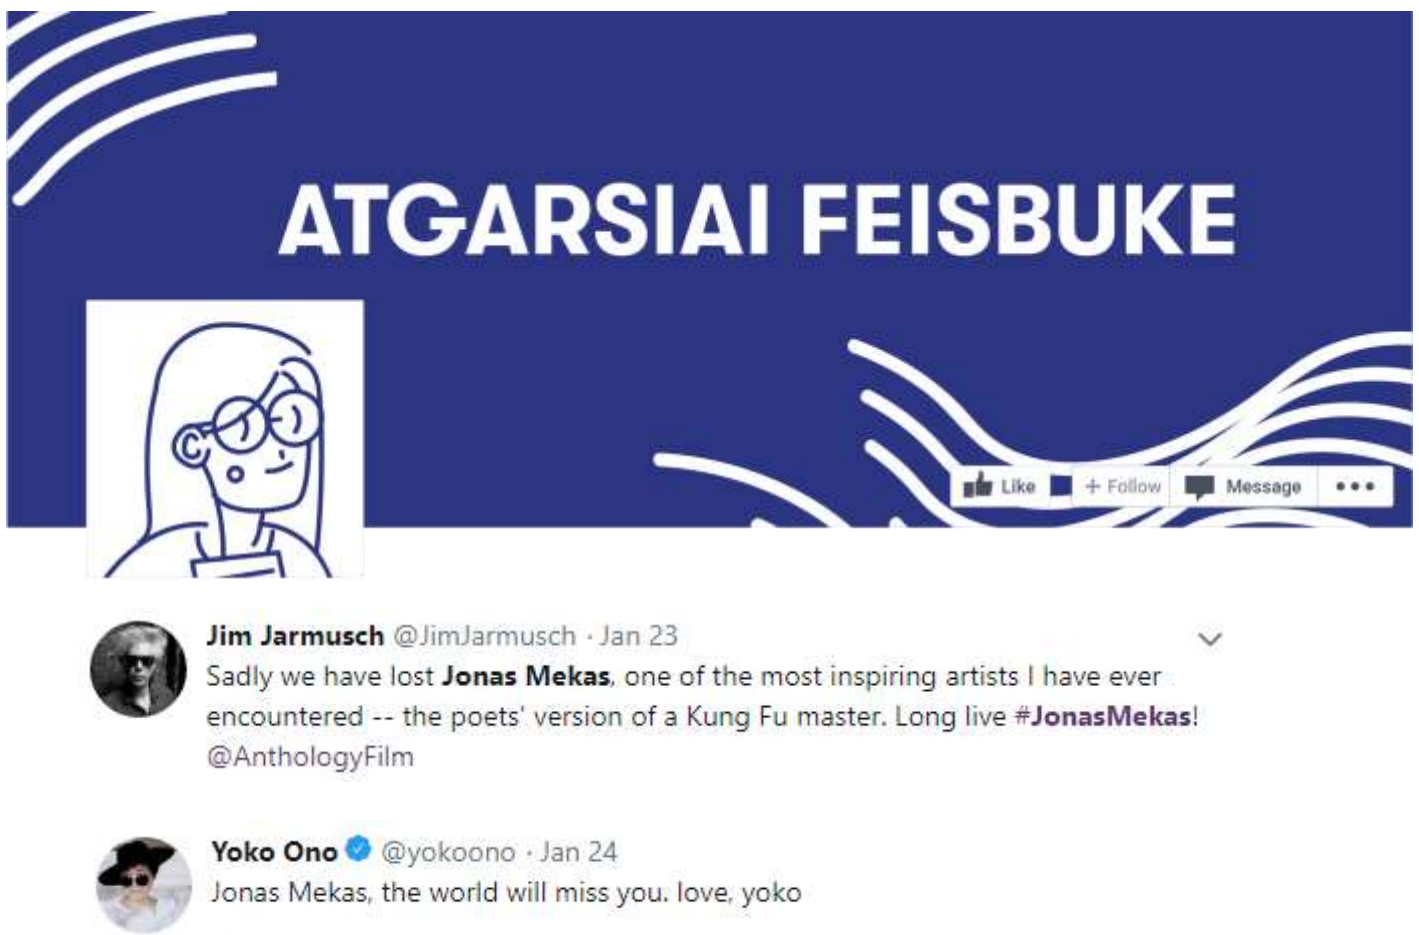 ATGARSIAI FEISBUKE
Like + Follow Message •••
Jim Jarmusch @JimJarmusch · Jan 23
Sadly we have lost Jonas Mekas, one of the most inspiring artists I have ever
encountered -- the poets' version of a Kung Fu master. Long live #JonasMekas!
@AnthologyFilm
Yoko Ono @yokoono · Jan 24
Jonas Mekas, the world will miss you. love, yoko